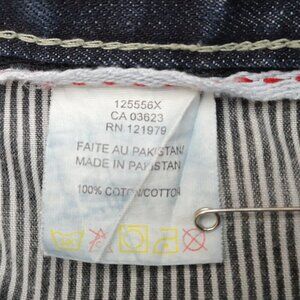 125556X
CA 03623
RN 121979
FAITE AU PAKISTAN
MADE IN PAKISTAN
100% COTON/COTTON